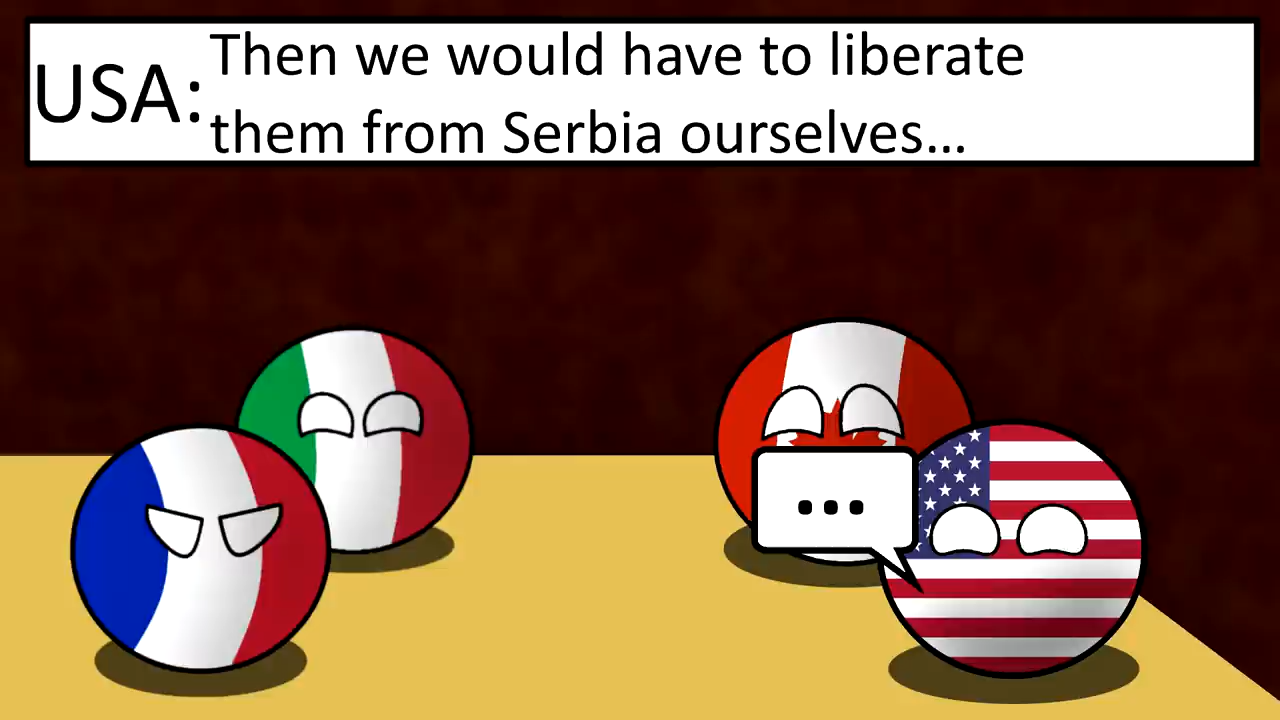 USA:
Then we would have to liberate
them from Serbia ourselves...
...